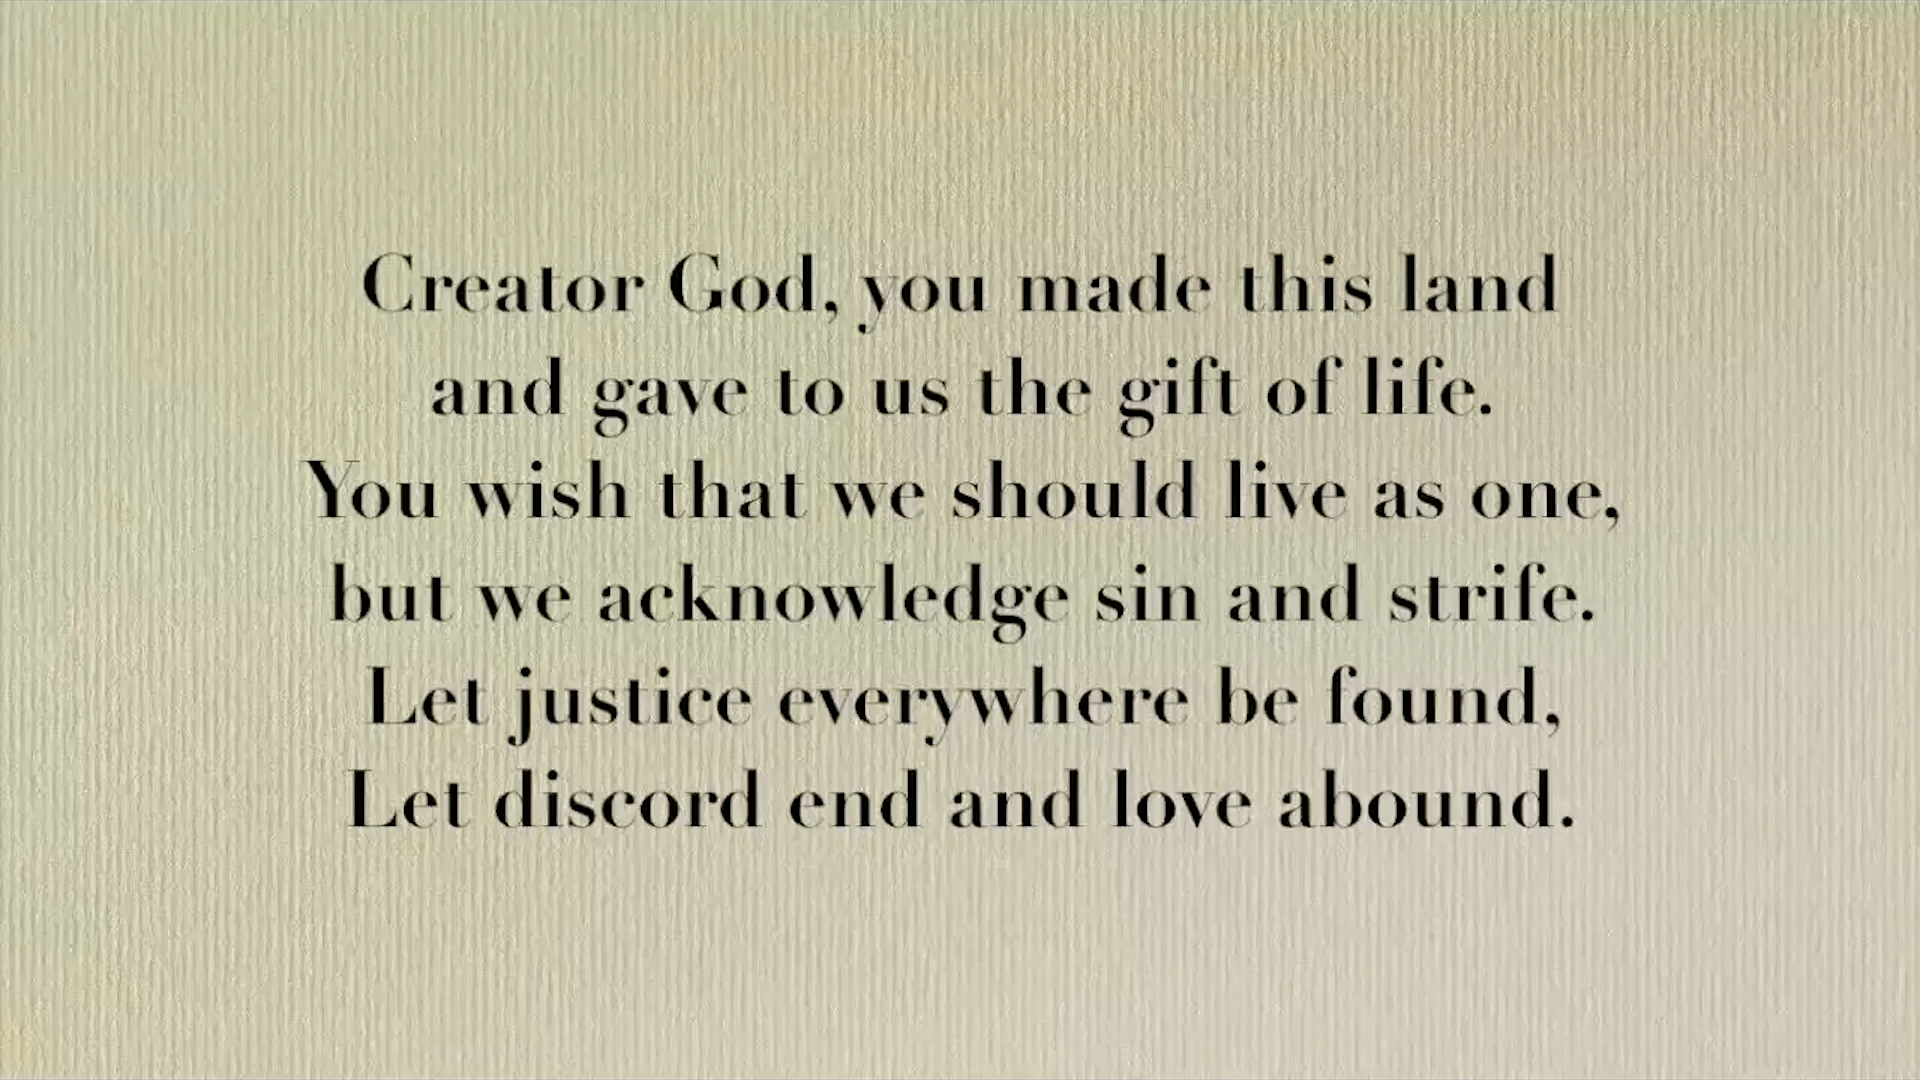 Creator God, you made this land
and gave to us the gift of life.
You wish that we should live as one,
but we acknowledge sin and strife.
Let justice everywhere be found,
Let discord end and love abound.